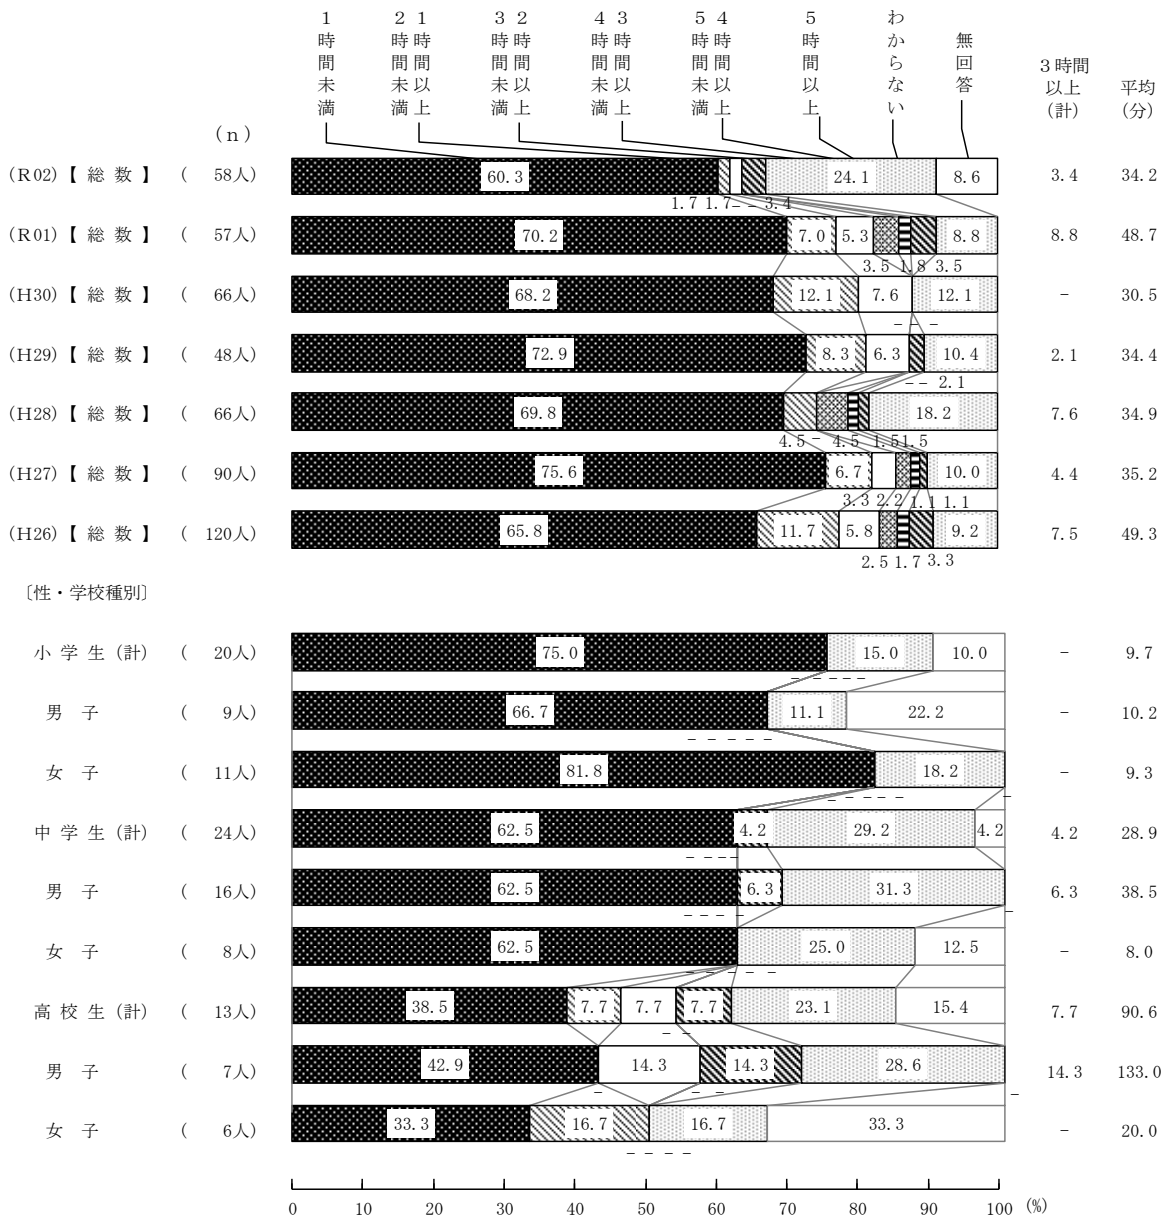 1時間未満
1時間以上
2時間未満
2時間以上
3時間未満
3時間以上
4時間未満
4時間以上
5時間未満
5時間以上
わからない
無回答
3時間
以上
(計)
平均
(分)
(n)
(R02)【 総 数 】 ( 58人) 60.3 24.1 8.6 3.4 34.2
1.7 1.7 - - 3.4
(R01)【 総 数 】 ( 57人) 70.2 7.0 5.3 8.8 8.8 48.7
3.5 1.8 3.5
(H30)【 総 数 】 ( 66人) 68.2 12.1 7.6 12.1 - 30.5
- - -
(H29)【 総 数 】 ( 48人) 72.9 8.3 6.3 10.4 2.1 34.4
- - 2.1
(H28)【 総 数 】 ( 66人) 69.8 18.2 7.6 34.9
4.5 - 4.5 1.5 1.5
(H27)【 総 数 】 ( 90人) 75.6 6.7 10.0 4.4 35.2
3.3 2.2 1.1 1.1
(H26)【 総 数 】 ( 120人) 65.8 11.7 5.8 9.2 7.5 49.3
2.5 1.7 3.3
〔性・学校種別〕
小 学 生 (計) ( 20人) 75.0 15.0 10.0 - 9.7
- - - - -
男 子 ( 9人) 66.7 11.1 22.2 - 10.2
- - - - -
女 子 ( 11人) 81.8 18.2 - 9.3
- - - - - -
中 学 生 (計) ( 24人) 62.5 4.2 29.2 4.2 4.2 28.9
- - - -
男 子 ( 16人) 62.5 6.3 31.3 6.3 38.5
- - - - -
女 子 ( 8人) 62.5 25.0 12.5 - 8.0
- - - - -
高 校 生 (計) ( 13人) 38.5 7.7 7.7 7.7 23.1 15.4 7.7 90.6
- -
男 子 ( 7人) 42.9 14.3 14.3 28.6 14.3 133.0
- - - -
女 子 ( 6人) 33.3 16.7 16.7 33.3 - 20.0
- - - -
0 10 20 30 40 50 60 70 80 90 100 (%)